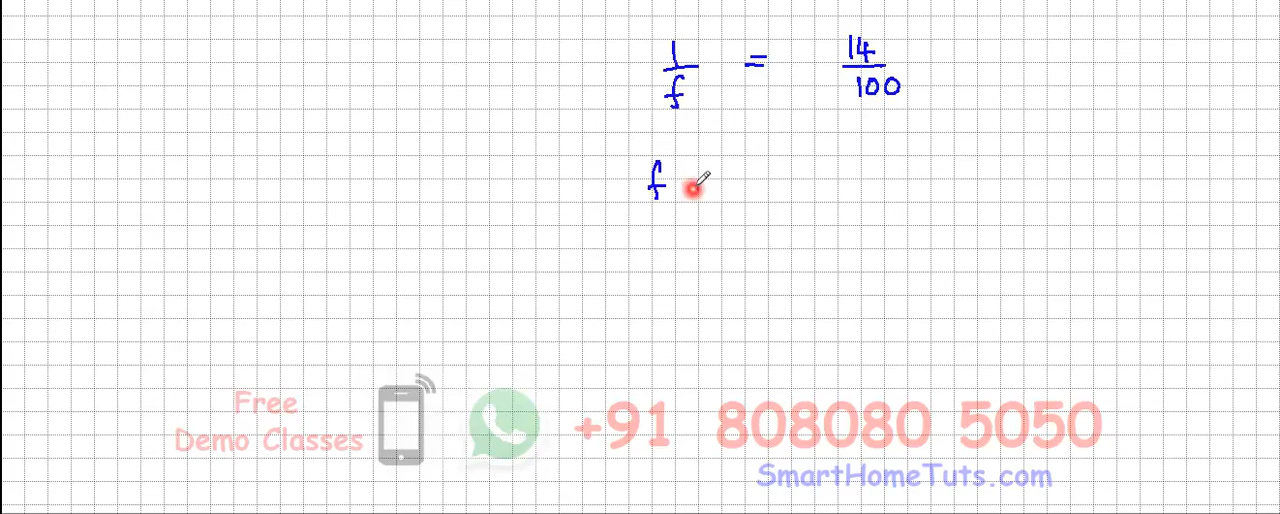 1/f = 14/100
f
Free
Demo Classes
+91 808080 5050
SmartHomeTuts.com